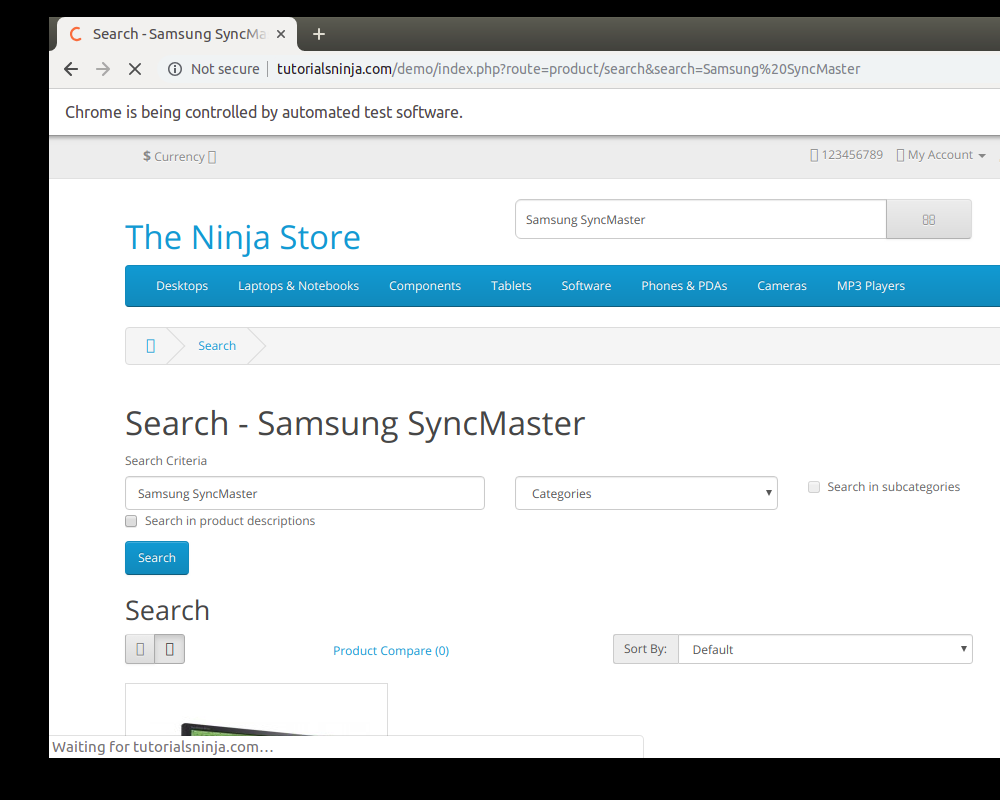 Search - Samsung SyncMa
Not secure | tutorialsninja.com/demo/index.php?route=product/search&search=Samsung%20SyncMaster
Chrome is being controlled by automated test software.
$ Currency
123456789
My Account
The Ninja Store
Samsung SyncMaster
Desktops
Laptops & Notebooks
Components
Tablets
Software
Phones & PDAs
Cameras
MP3 Players
Search
Search - Samsung SyncMaster
Search Criteria
Samsung SyncMaster
Categories
Search in subcategories
Search in product descriptions
Search
Search
Product Compare (0)
Sort By:
Default
Waiting for tutorialsninja.com...